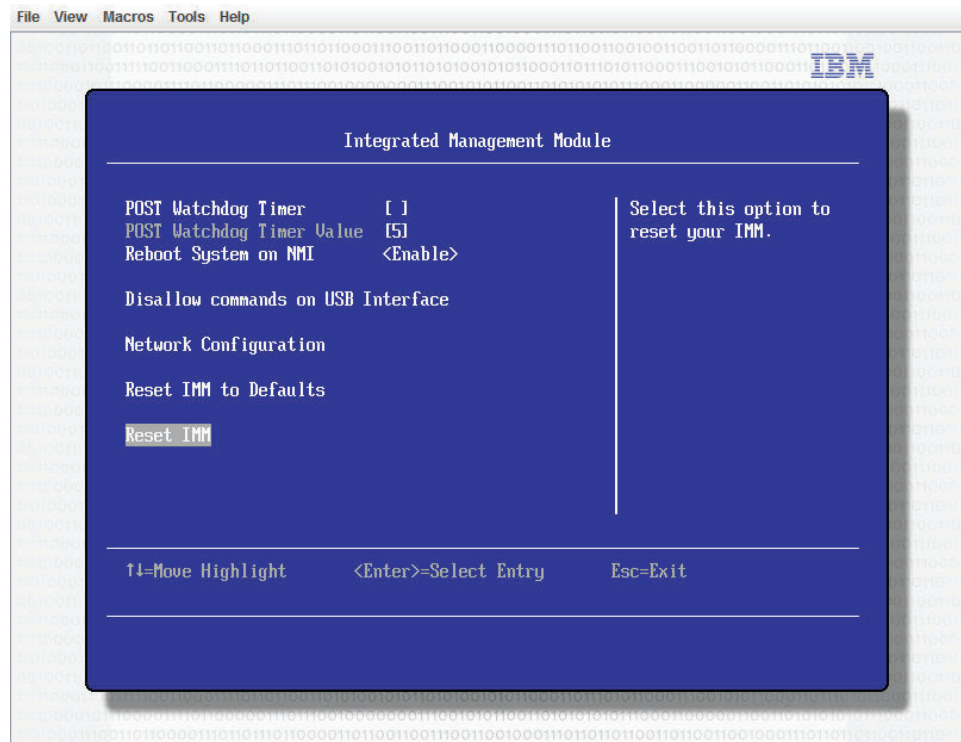 File View Macros Tools Help
IBM
Integrated Management Module
POST Watchdog Timer [ ]
POST Watchdog Timer Value [5]
Reboot System on NMI <Enable>
Disallow commands on USB Interface
Network Configuration
Reset IMM to Defaults
Reset IMM
Select this option to
reset your IMM.
↑↓=Move Highlight <Enter>=Select Entry Esc=Exit